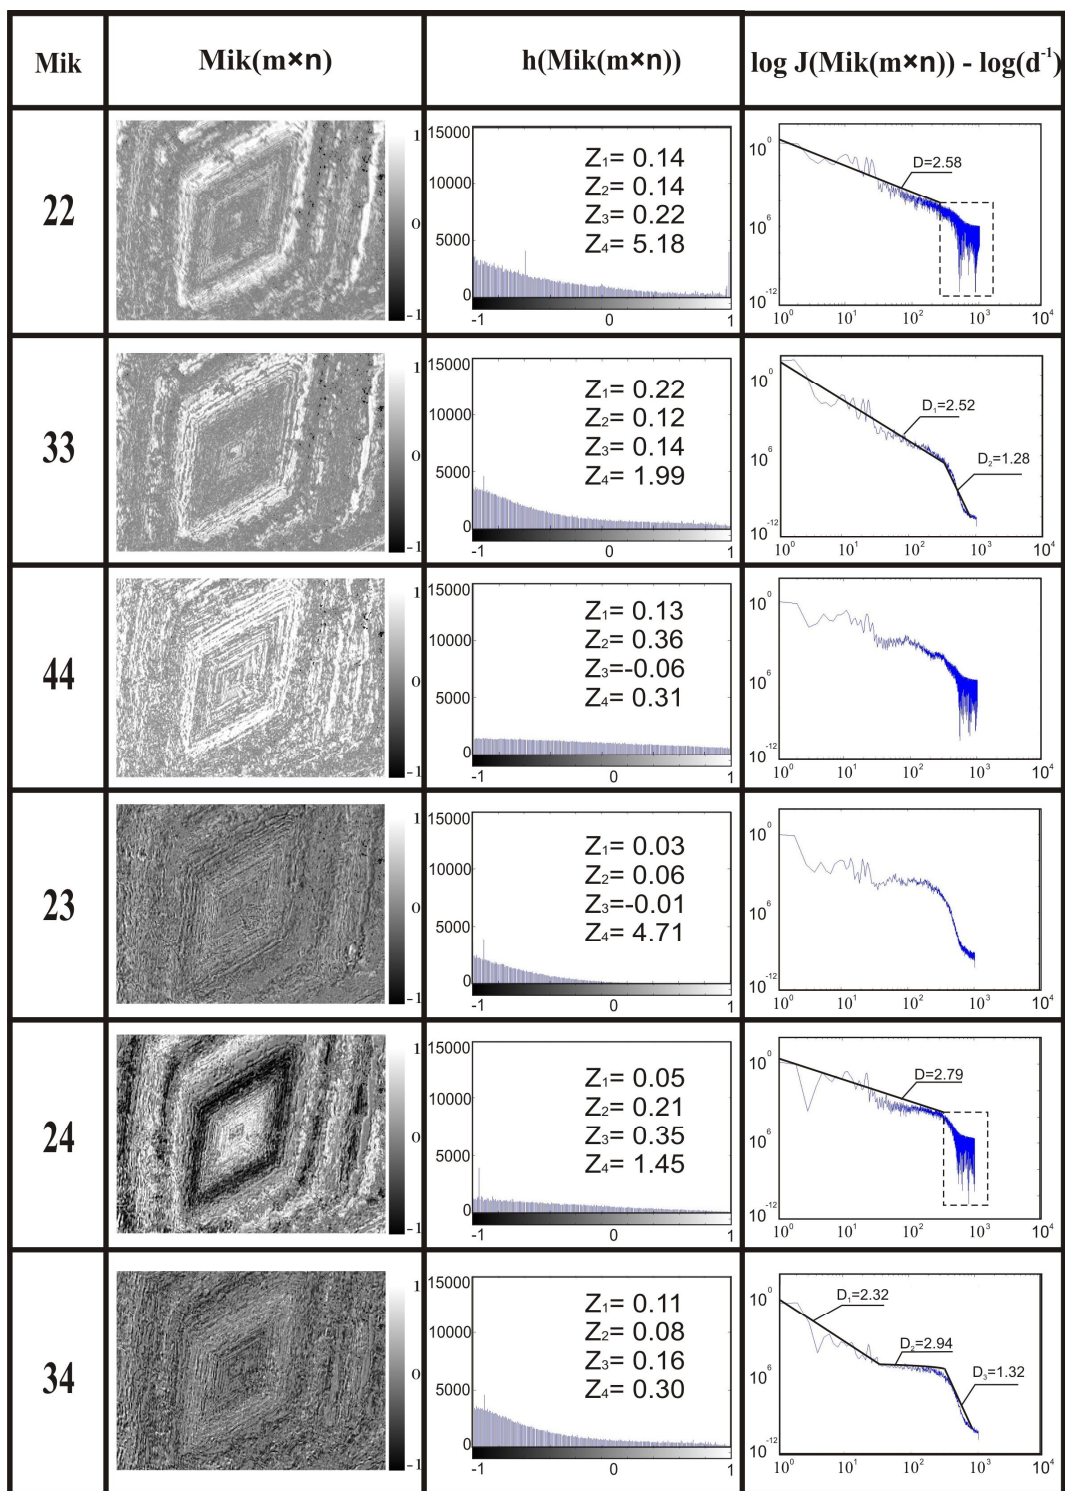 Mik Mik(m×n) h(Mik(m×n)) log J(Mik(m×n)) - log(d⁻¹)
22
1
0
-1
15000
10000
5000
0
Z₁= 0.14
Z₂= 0.14
Z₃= 0.22
Z₄= 5.18
-1 0 1
10⁰
10⁶
10⁻¹²
D=2.58
10⁰ 10¹ 10² 10³ 10⁴
33
1
0
-1
15000
10000
5000
0
Z₁= 0.22
Z₂= 0.12
Z₃= 0.14
Z₄= 1.99
-1 0 1
10⁰
10⁶
10⁻¹²
D₁=2.52
D₂=1.28
10⁰ 10¹ 10² 10³ 10⁴
44
1
0
-1
15000
10000
5000
0
Z₁= 0.13
Z₂= 0.36
Z₃=-0.06
Z₄= 0.31
-1 0 1
10⁰
10⁶
10⁻¹²
10⁰ 10¹ 10² 10³ 10⁴
23
1
0
-1
15000
10000
5000
0
Z₁= 0.03
Z₂= 0.06
Z₃=-0.01
Z₄= 4.71
-1 0 1
10⁰
10⁶
10⁻¹²
10⁰ 10¹ 10² 10³ 10⁴
24
1
0
-1
15000
10000
5000
0
Z₁= 0.05
Z₂= 0.21
Z₃= 0.35
Z₄= 1.45
-1 0 1
10⁰
10⁶
10⁻¹²
D=2.79
10⁰ 10¹ 10² 10³ 10⁴
34
1
0
-1
15000
10000
5000
0
Z₁= 0.11
Z₂= 0.08
Z₃= 0.16
Z₄= 0.30
-1 0 1
10⁰
10⁶
10⁻¹²
D₁=2.32
D₂=2.94
D₃=1.32
10⁰ 10¹ 10² 10³ 10⁴